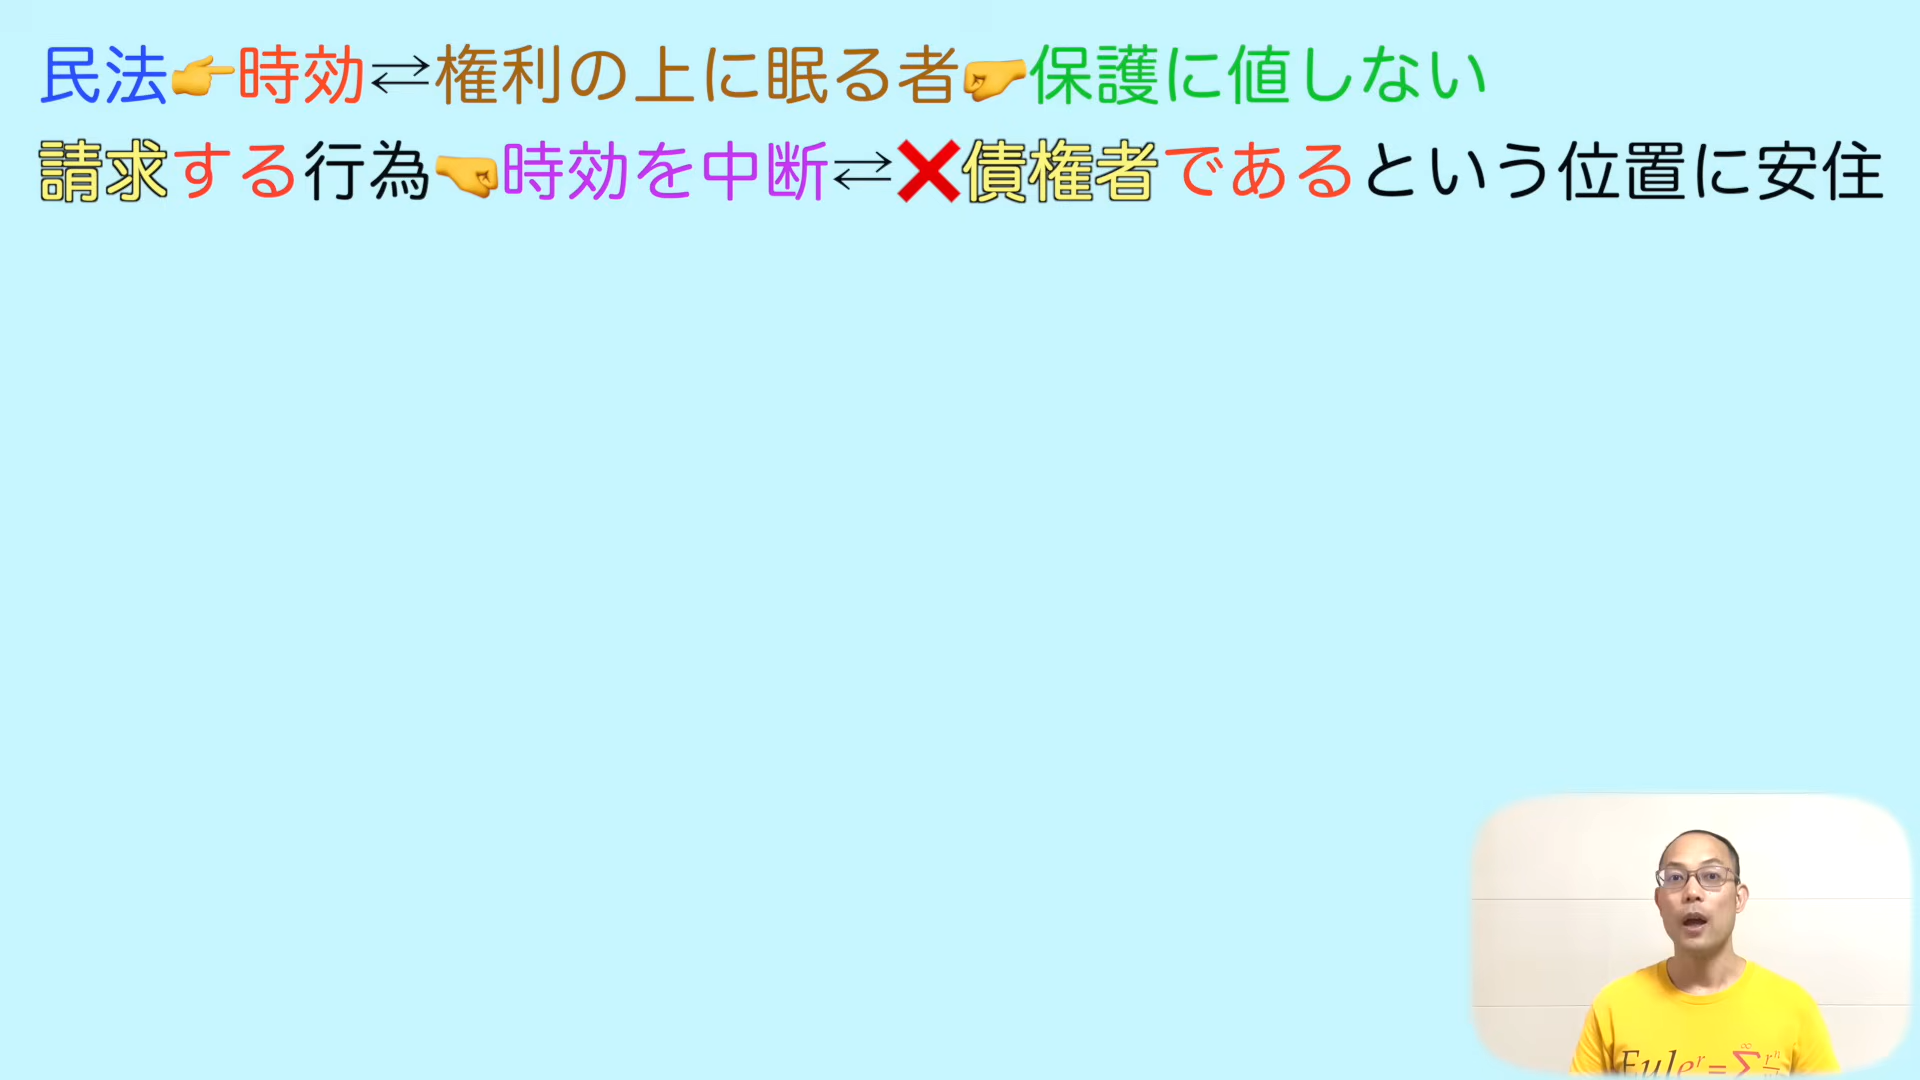 民法👉時効⇄権利の上に眠る者🤛保護に値しない
請求する行為🤜時効を中断⇄❌債権者であるという位置に安住
Euleʳ=